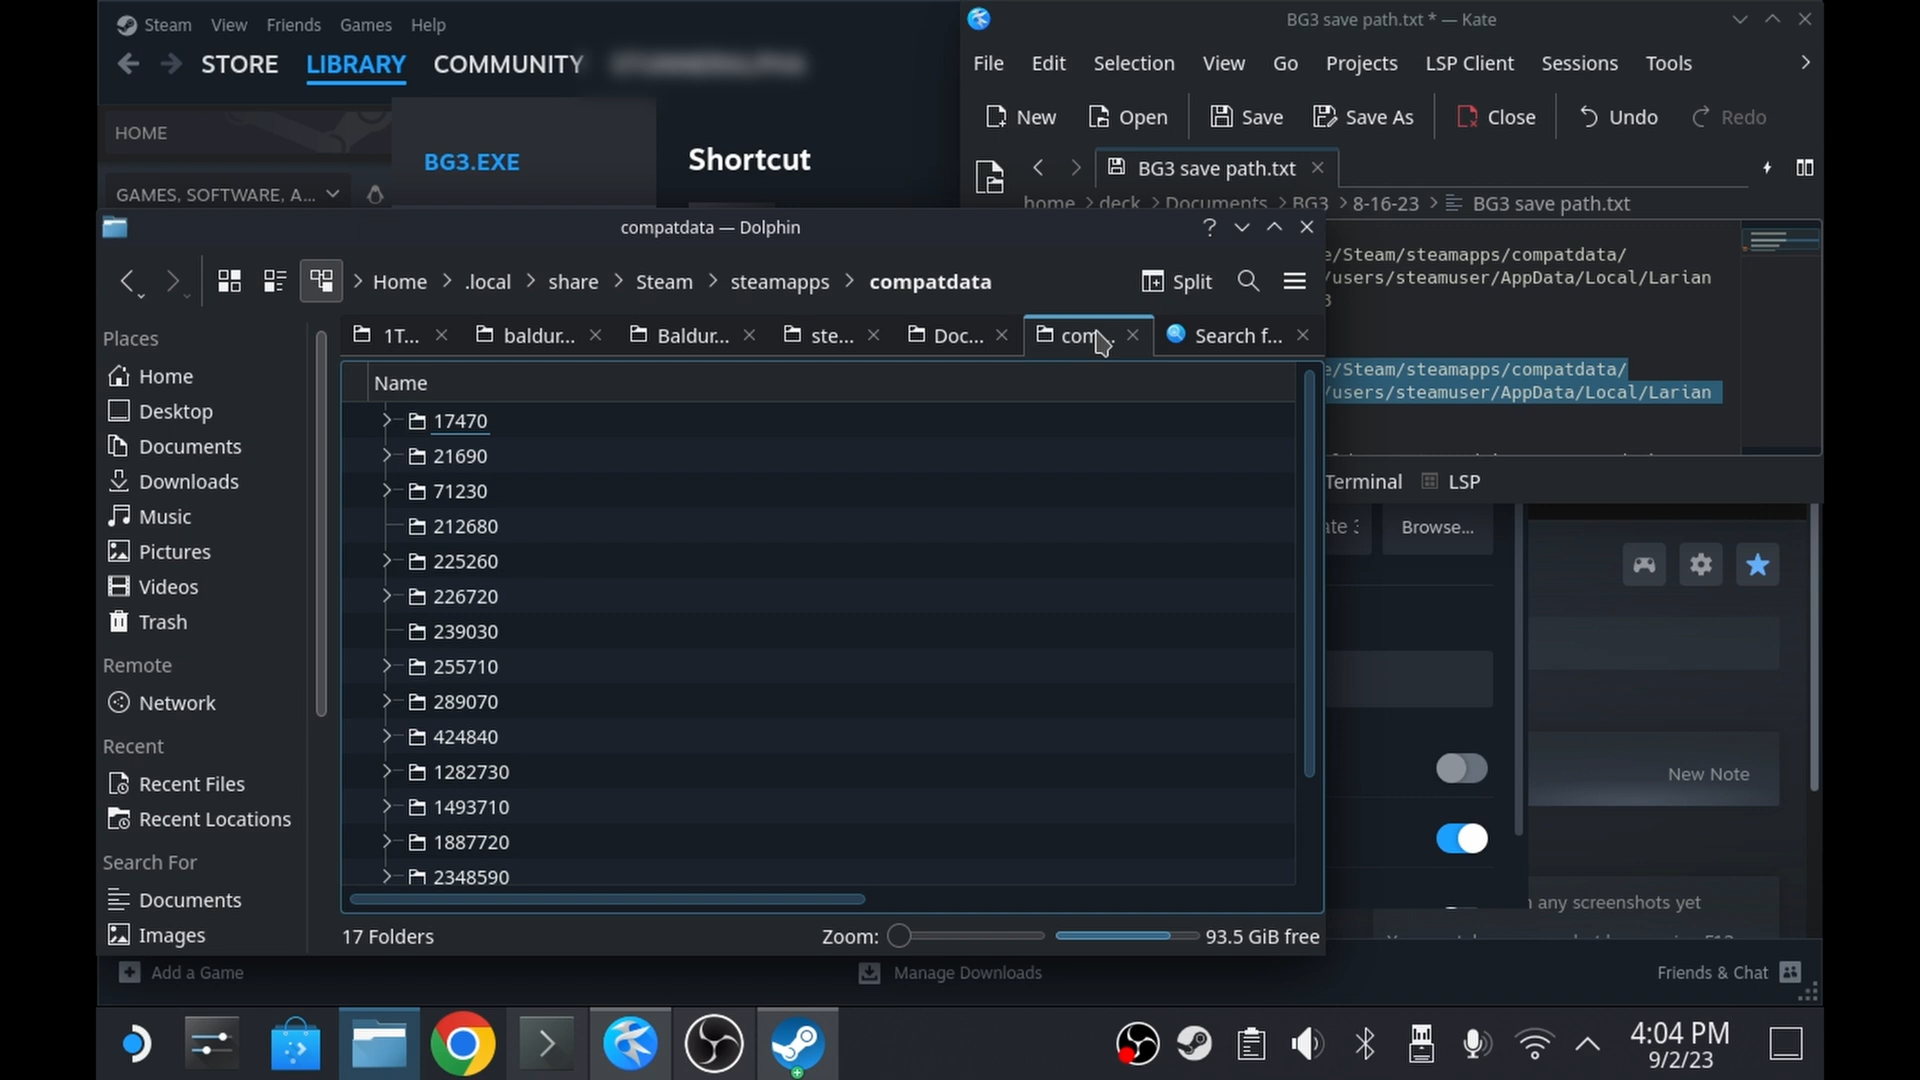 Steam View Friends Games Help
STORE LIBRARY COMMUNITY
HOME
BG3.EXE
Shortcut
GAMES, SOFTWARE, A...
BG3 save path.txt * — Kate
File Edit Selection View Go Projects LSP Client Sessions Tools
New Open Save Save As Close Undo Redo
BG3 save path.txt
home > deck > Documents > BG3 > 8-16-23 > BG3 save path.txt
e/Steam/steamapps/compatdata/
/users/steamuser/AppData/Local/Larian
3
e/Steam/steamapps/compatdata/
/users/steamuser/AppData/Local/Larian
Terminal LSP
Browse...
New Note
any screenshots yet
compatdata — Dolphin
Home > .local > share > Steam > steamapps > compatdata
Split
1T... baldur... Baldur... ste... Doc... com... Search f...
Name
17470
21690
71230
212680
225260
226720
239030
255710
289070
424840
1282730
1493710
1887720
2348590
Places
Home
Desktop
Documents
Downloads
Music
Pictures
Videos
Trash
Remote
Network
Recent
Recent Files
Recent Locations
Search For
Documents
Images
17 Folders
Zoom:
93.5 GiB free
Add a Game
Manage Downloads
Friends & Chat
4:04 PM
9/2/23